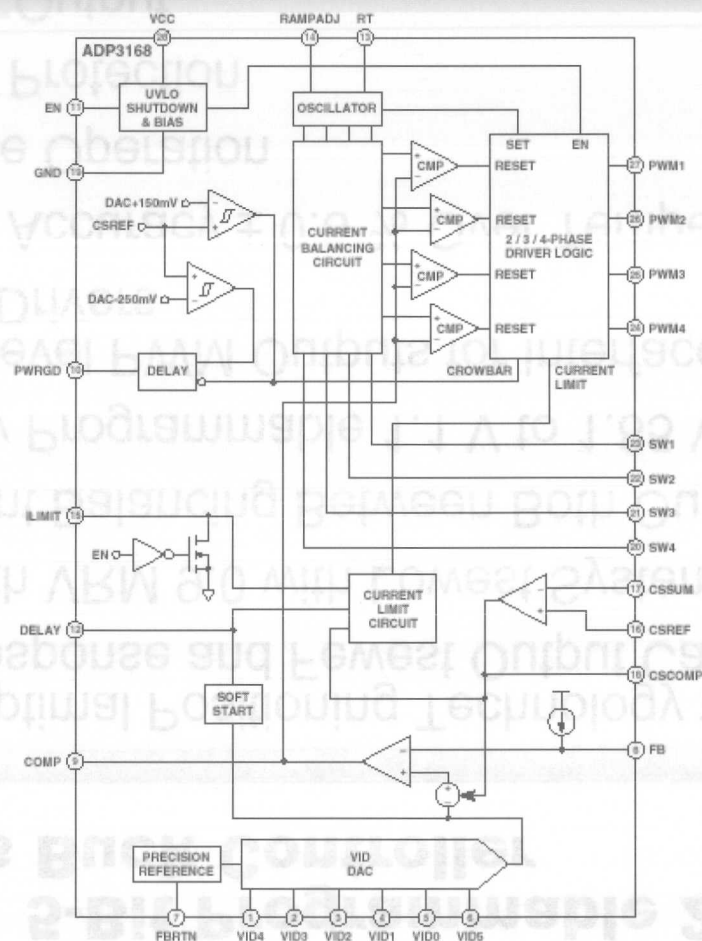 VCC
RAMPADJ
RT
28
14
13
ADP3168
EN 11
UVLO
SHUTDOWN
& BIAS
OSCILLATOR
GND 19
SET
EN
CMP
RESET
27 PWM1
DAC+150mV
CSREF
CMP
RESET
26 PWM2
CURRENT
BALANCING
CIRCUIT
2 / 3 / 4-PHASE
DRIVER LOGIC
DAC-250mV
CMP
RESET
25 PWM3
CMP
RESET
24 PWM4
PWRGD 10
DELAY
CROWBAR
CURRENT
LIMIT
23 SW1
22 SW2
21 SW3
20 SW4
ILIMIT 15
EN
CURRENT
LIMIT
CIRCUIT
17 CSSUM
16 CSREF
DELAY 12
18 CSCOMP
SOFT
START
8 FB
COMP 9
PRECISION
REFERENCE
VID
DAC
7
1
2
3
4
5
6
FBRTN
VID4
VID3
VID2
VID1
VID0
VID5